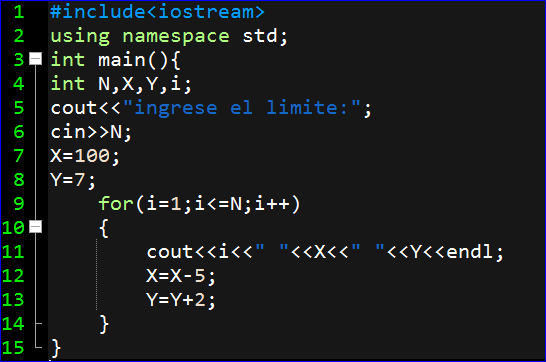 1 #include<iostream>
2 using namespace std;
3 int main(){
4 int N,X,Y,i;
5 cout<<"ingrese el limite:";
6 cin>>N;
7 X=100;
8 Y=7;
9     for(i=1;i<=N;i++)
10     {
11         cout<<i<<" "<<X<<" "<<Y<<endl;
12         X=X-5;
13         Y=Y+2;
14     }
15 }